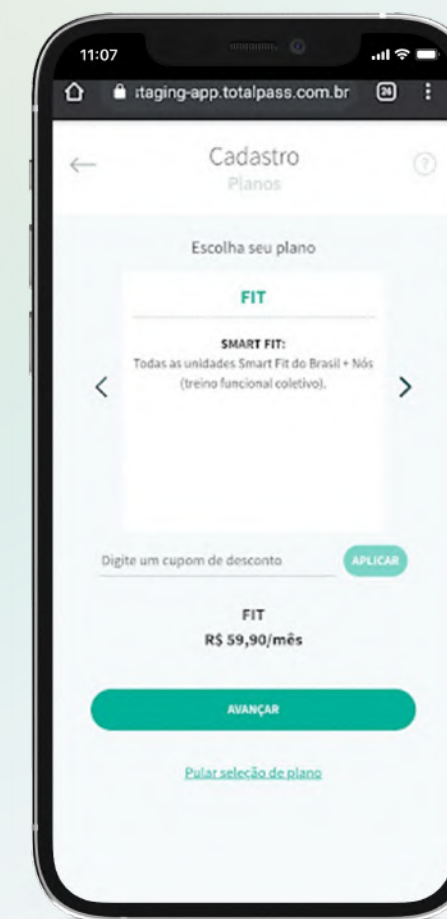 11:07
itaging-app.totalpass.com.br
26
Cadastro
?
Planos
Escolha seu plano
FIT
SMART FIT:
Todas as unidades Smart Fit do Brasil + Nós
(treino funcional coletivo).
Digite um cupom de desconto
APLICAR
FIT
R$ 59,90/mês
AVANÇAR
Pular seleção de plano